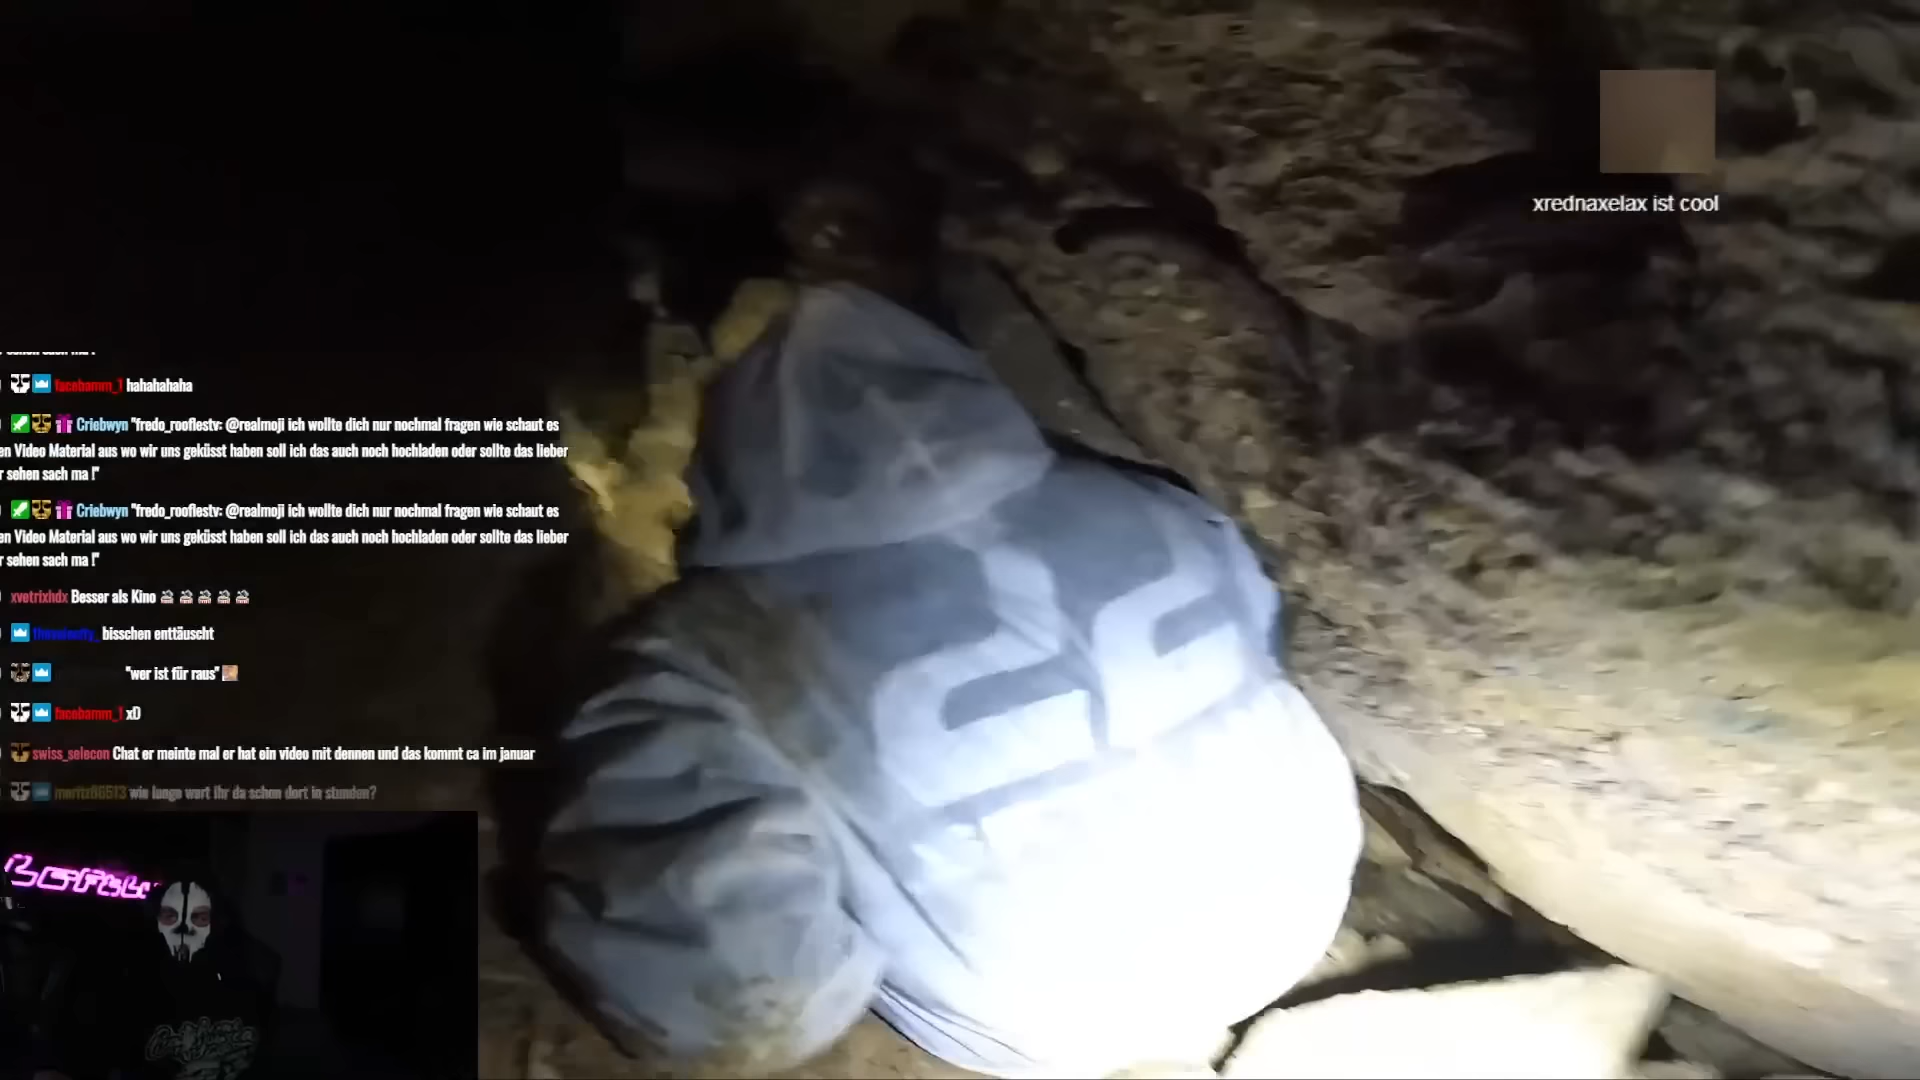 xrednaxelax ist cool
facebamm_1 hahahahaha
Criebwyn "fredo_rooflestv: @realmoji ich wollte dich nur nochmal fragen wie schaut es
en Video Material aus wo wir uns geküsst haben soll ich das auch noch hochladen oder sollte das lieber
r sehen sach ma !"
Criebwyn "fredo_rooflestv: @realmoji ich wollte dich nur nochmal fragen wie schaut es
en Video Material aus wo wir uns geküsst haben soll ich das auch noch hochladen oder sollte das lieber
r sehen sach ma !"
xvetrixhdx Besser als Kino
bisschen enttäuscht
"wer ist für raus"
facebamm_1 xD
swiss_selecon Chat er meinte mal er hat ein video mit dennen und das kommt ca im januar
moritz86513 wie lange wart ihr da schon dort in stunden?